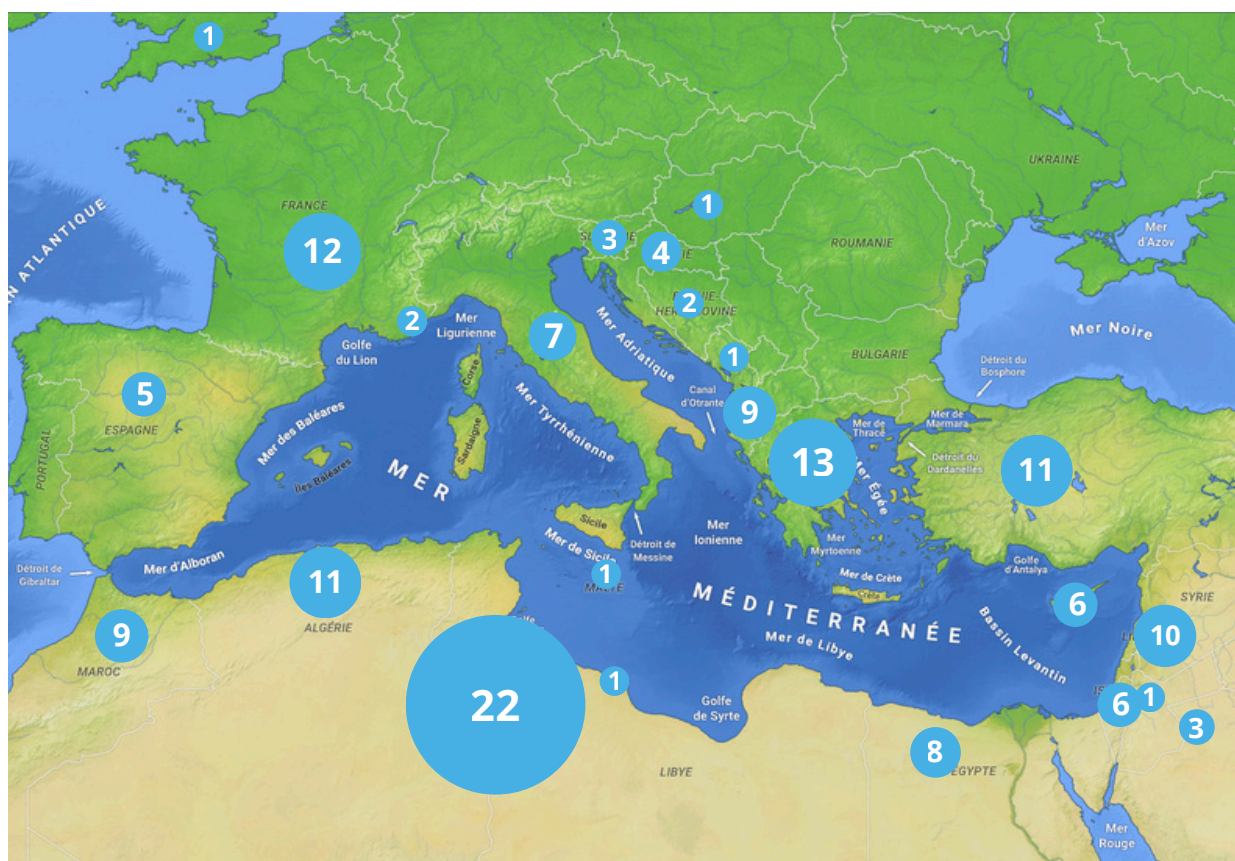 1
UKRAINE
1
FRANCE
N ATLANTIQUE
Mer
d'Azov
3
4
12
ROUMANIE
2
2
Mer
Ligurienne
7
Mer Adriatique
Mer Noire
Golfe
du Lion
1
BULGARIE
Détroit du
Bosphore
Corse
5
Canal
d'Otrante
9
Mer des Baléares
Mer Tyrrhénienne
Mer de
Thrace
Mer de
Marmara
ESPAGNE
PORTUGAL
Sardaigne
13
11
Détroit du
Dardanelles
Îles Baléares
MER
Mer Égée
Sicile
Mer
Ionienne
Détroit de
Messine
Mer
Myrtoenne
Mer de Sicile
Mer d'Alboran
Golfe
d'Antalya
Détroit de
Gibraltar
11
1
MALTE
Mer de Crète
Crète
SYRIE
6
MÉDITERRANÉE
Bassin Levantin
9
ALGÉRIE
10
Mer de Libye
MAROC
22
1
Golfe
de Syrte
6
1
3
8
LIBYE
ÉGYPTE
Mer
Rouge